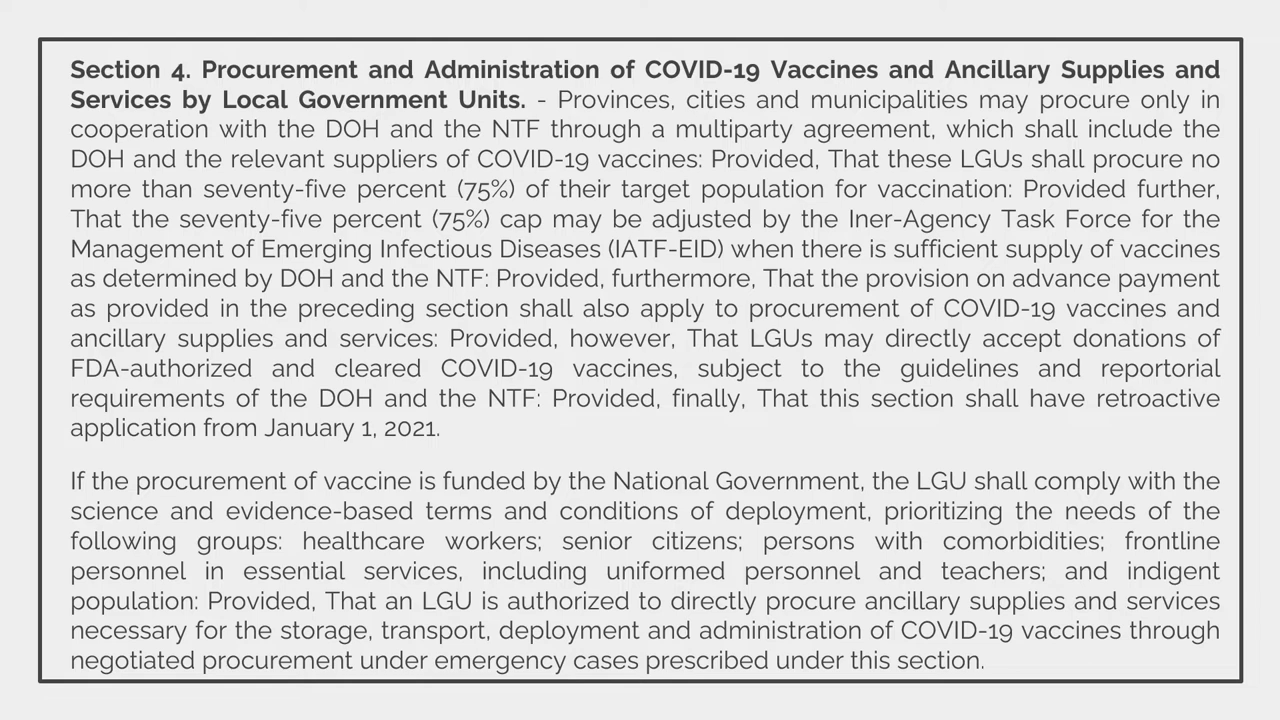 Section 4. Procurement and Administration of COVID-19 Vaccines and Ancillary Supplies and
Services by Local Government Units. - Provinces, cities and municipalities may procure only in
cooperation with the DOH and the NTF through a multiparty agreement, which shall include the
DOH and the relevant suppliers of COVID-19 vaccines: Provided, That these LGUs shall procure no
more than seventy-five percent (75%) of their target population for vaccination: Provided further,
That the seventy-five percent (75%) cap may be adjusted by the Iner-Agency Task Force for the
Management of Emerging Infectious Diseases (IATF-EID) when there is sufficient supply of vaccines
as determined by DOH and the NTF: Provided, furthermore, That the provision on advance payment
as provided in the preceding section shall also apply to procurement of COVID-19 vaccines and
ancillary supplies and services: Provided, however, That LGUs may directly accept donations of
FDA-authorized and cleared COVID-19 vaccines, subject to the guidelines and reportorial
requirements of the DOH and the NTF: Provided, finally, That this section shall have retroactive
application from January 1, 2021.
If the procurement of vaccine is funded by the National Government, the LGU shall comply with the
science and evidence-based terms and conditions of deployment, prioritizing the needs of the
following groups: healthcare workers; senior citizens; persons with comorbidities; frontline
personnel in essential services, including uniformed personnel and teachers; and indigent
population: Provided, That an LGU is authorized to directly procure ancillary supplies and services
necessary for the storage, transport, deployment and administration of COVID-19 vaccines through
negotiated procurement under emergency cases prescribed under this section.